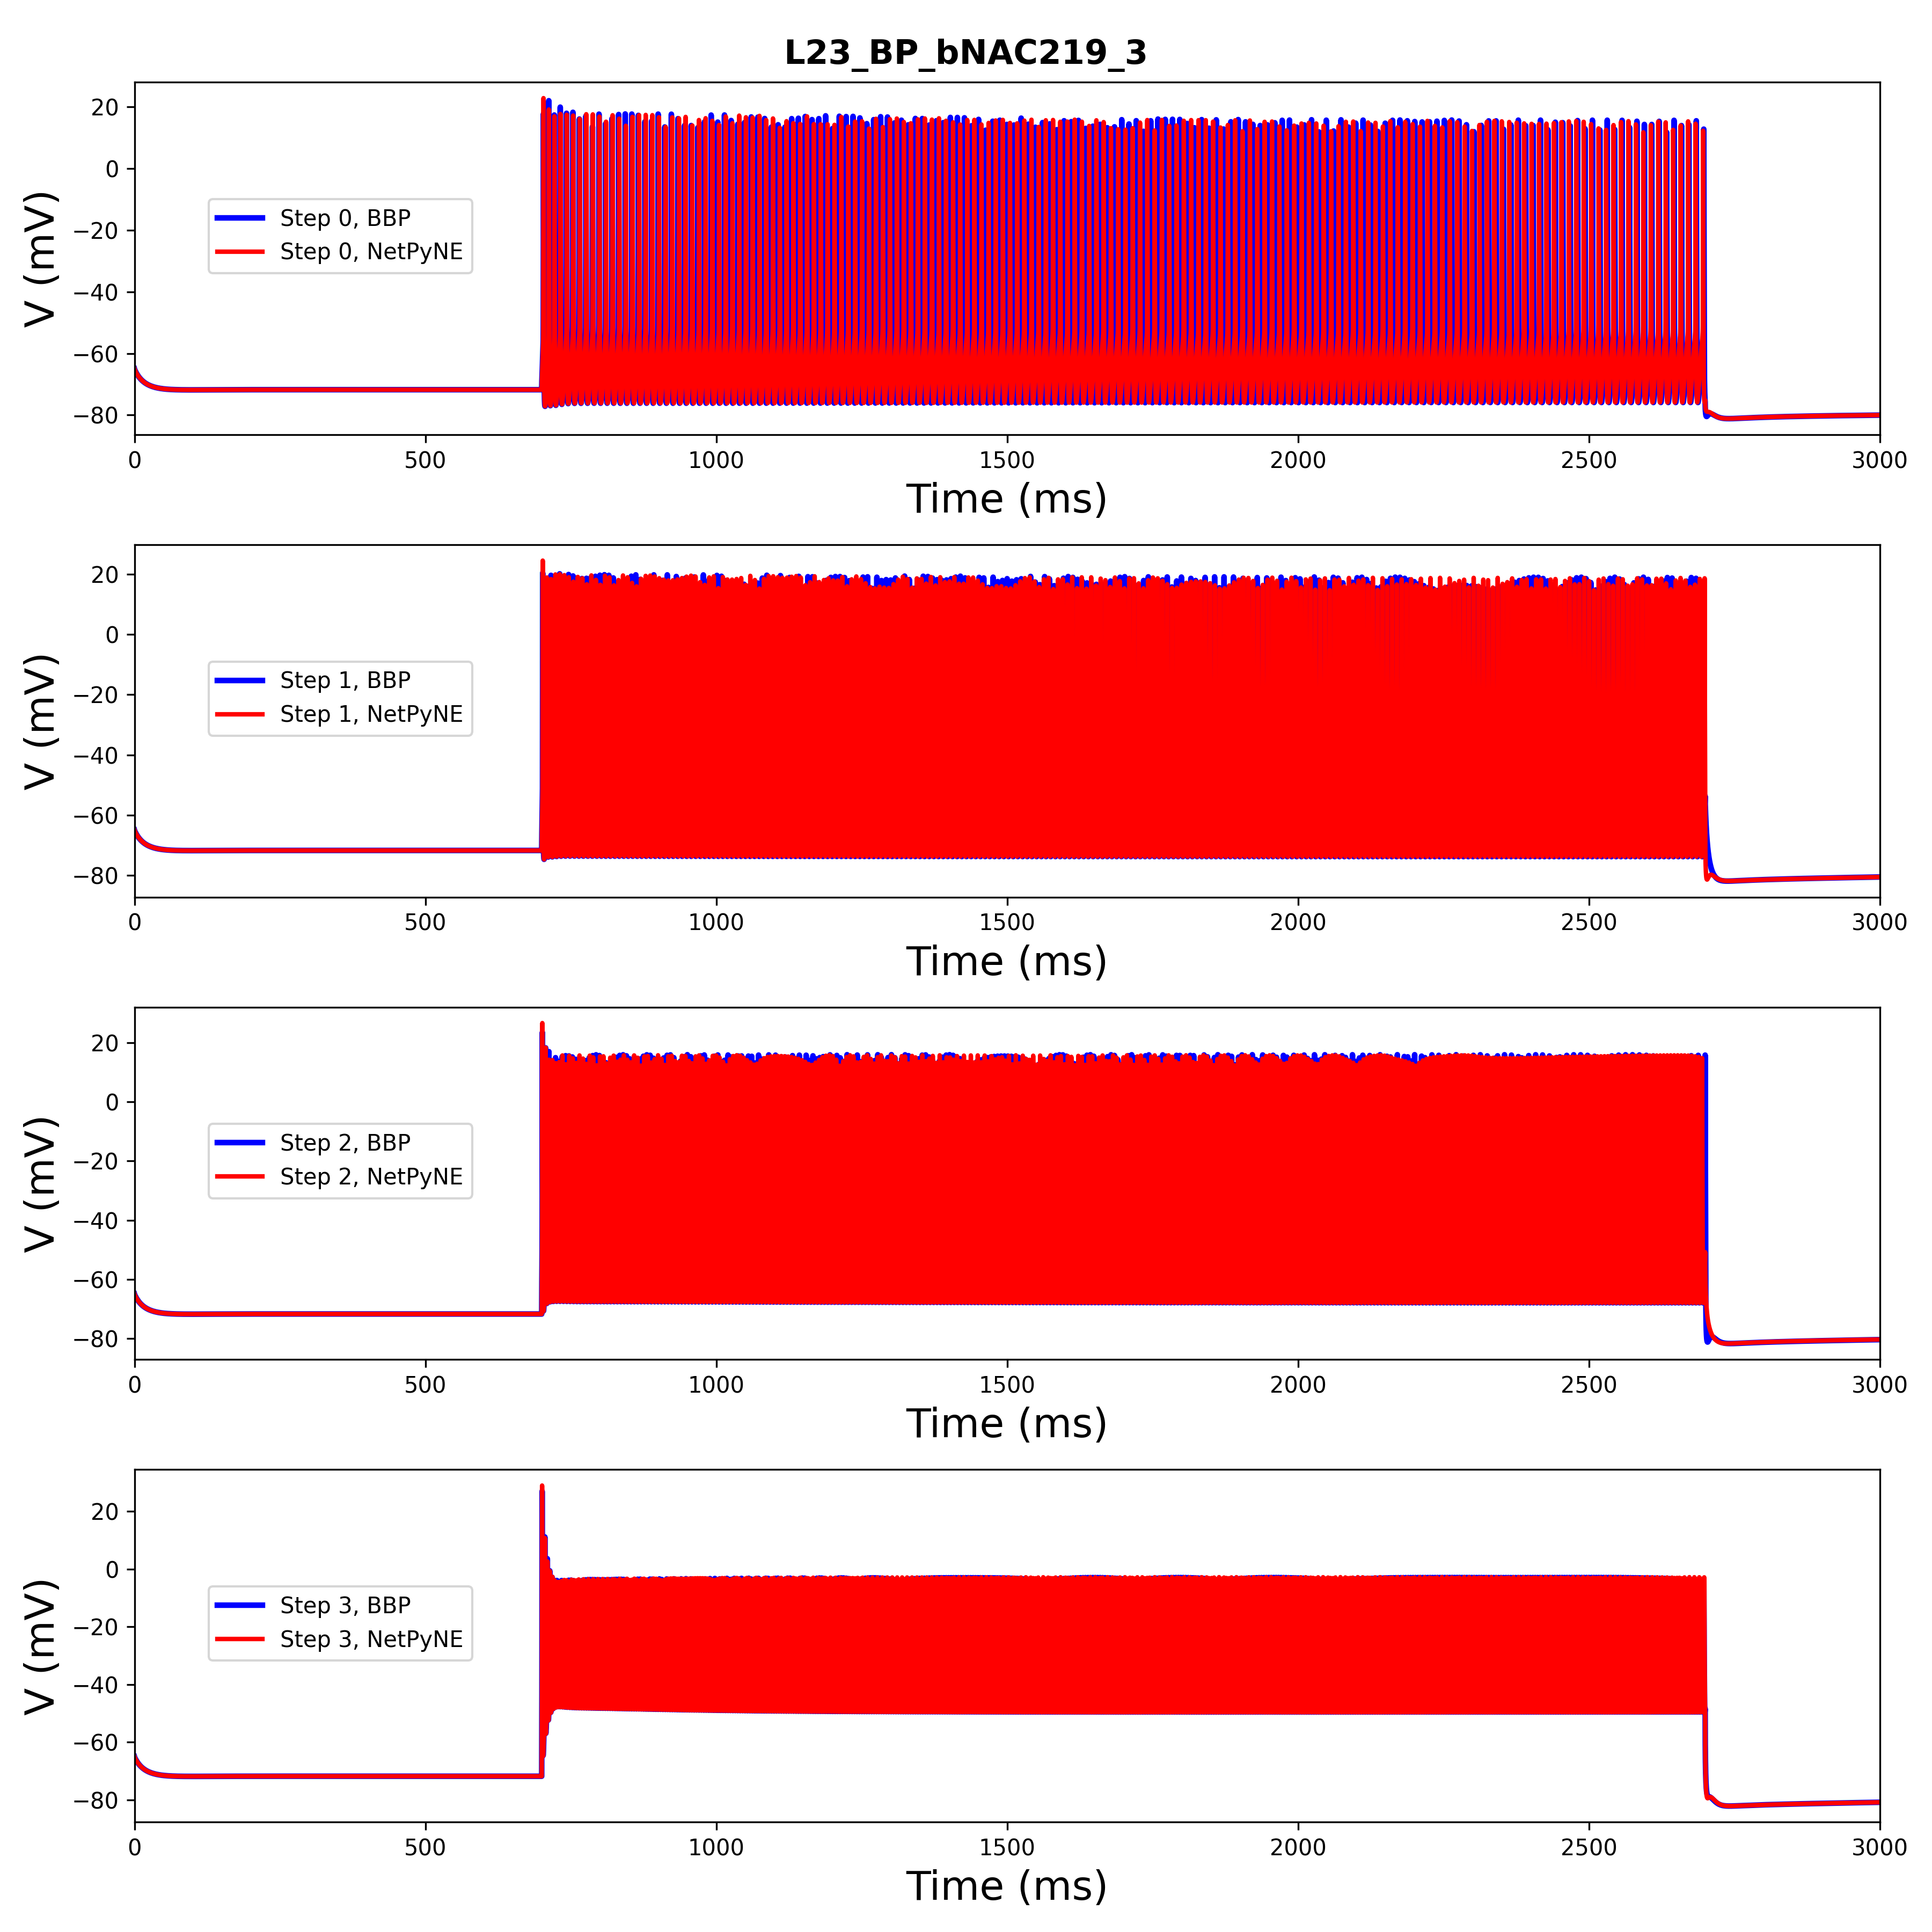 L23_BP_bNAC219_3
V (mV)
20
0
−20
−40
−60
−80
Step 0, BBP
Step 0, NetPyNE
0 500 1000 1500 2000 2500 3000
Time (ms)
V (mV)
20
0
−20
−40
−60
−80
Step 1, BBP
Step 1, NetPyNE
0 500 1000 1500 2000 2500 3000
Time (ms)
V (mV)
20
0
−20
−40
−60
−80
Step 2, BBP
Step 2, NetPyNE
0 500 1000 1500 2000 2500 3000
Time (ms)
V (mV)
20
0
−20
−40
−60
−80
Step 3, BBP
Step 3, NetPyNE
0 500 1000 1500 2000 2500 3000
Time (ms)